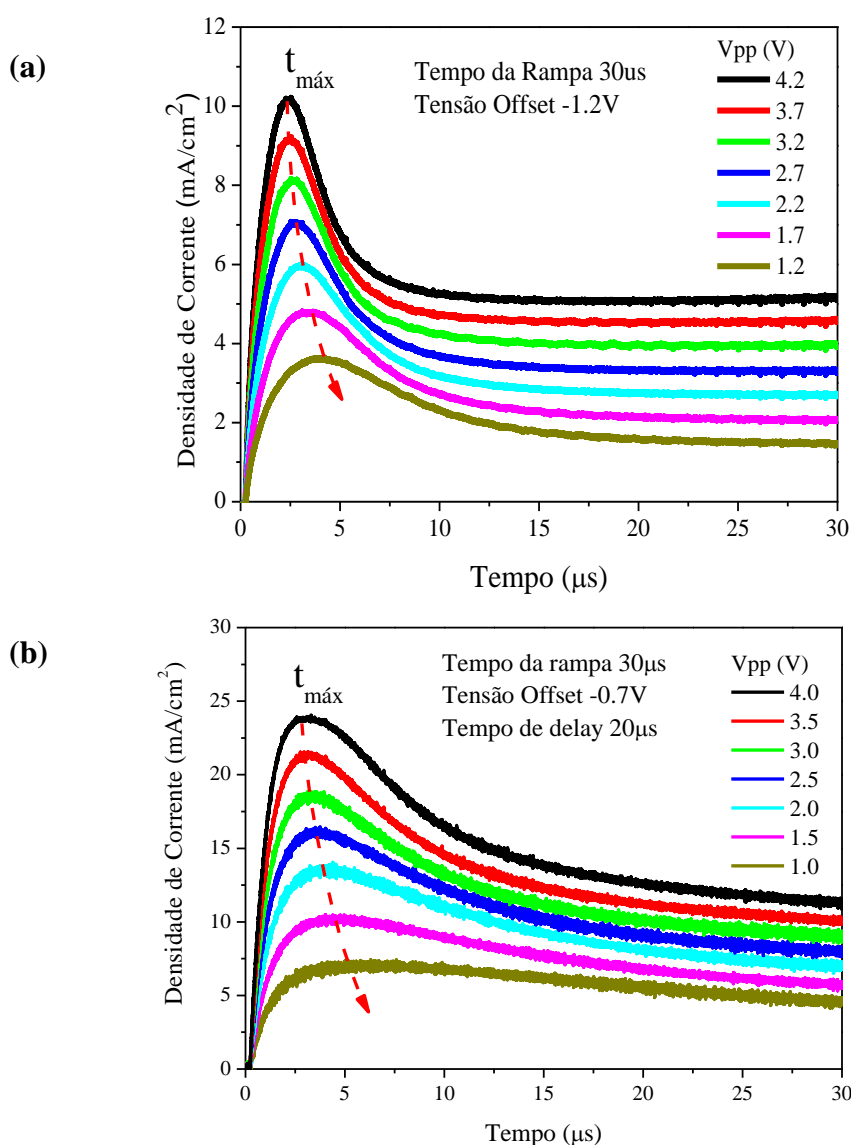 (a)
12
10
8
6
4
2
0
Densidade de Corrente (mA/cm²)
tmáx
Tempo da Rampa 30us
Tensão Offset -1.2V
Vpp (V)
4.2
3.7
3.2
2.7
2.2
1.7
1.2
0 5 10 15 20 25 30
Tempo (μs)
(b)
30
25
20
15
10
5
0
Densidade de Corrente (mA/cm²)
tmáx
Tempo da rampa 30μs
Tensão Offset -0.7V
Tempo de delay 20μs
Vpp (V)
4.0
3.5
3.0
2.5
2.0
1.5
1.0
0 5 10 15 20 25 30
Tempo (μs)